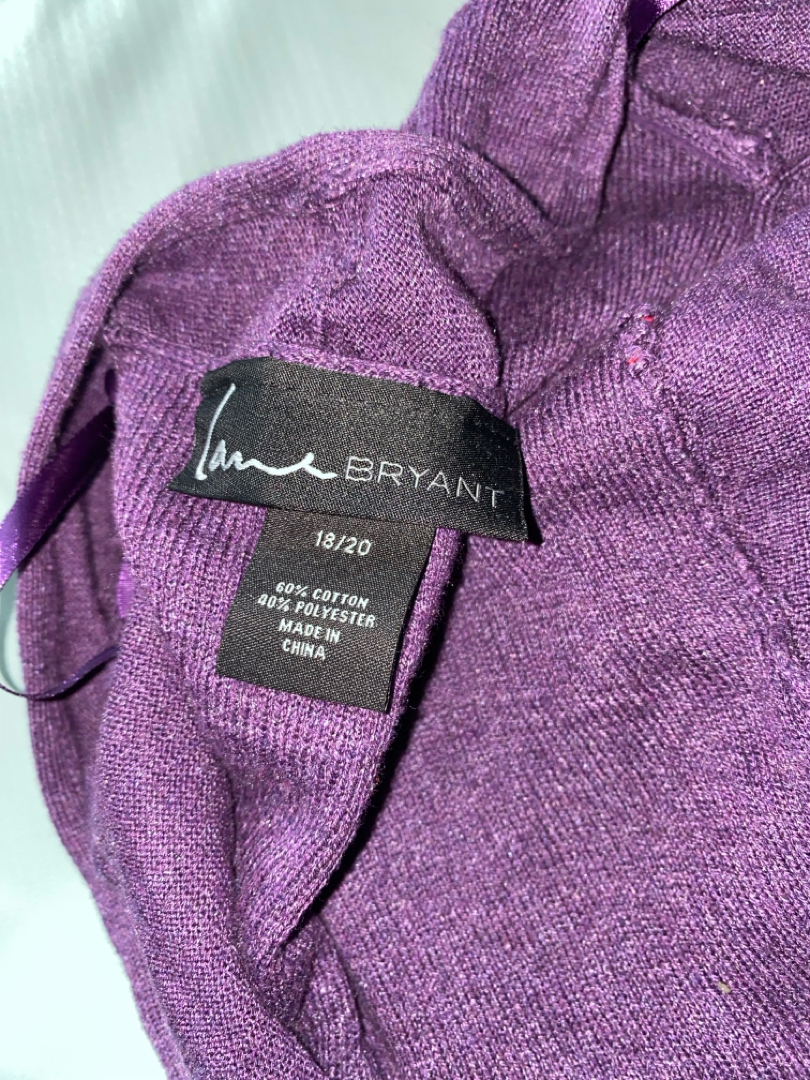 Lane BRYANT
18/20
60% COTTON
40% POLYESTER
MADE IN
CHINA